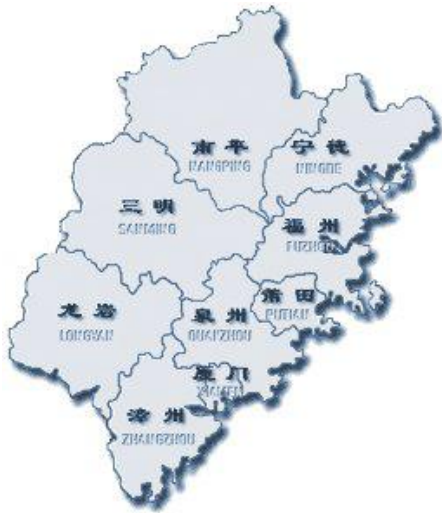 南平
NANPING
宁德
NINGDE
三明
SANMING
福州
FUZHOU
龙岩
LONGYAN
泉州
QUANZHOU
莆田
PUTIAN
厦门
XIAMEN
漳州
ZHANGZHOU